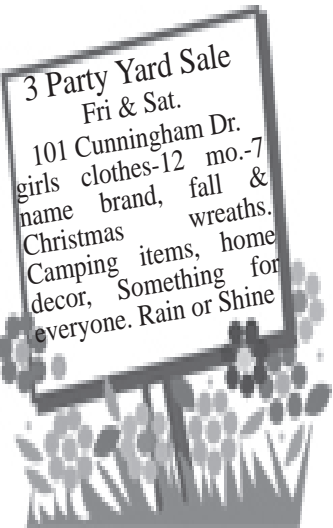 3 Party Yard Sale
Fri & Sat.
101 Cunningham Dr.
girls clothes-12 mo.-7
name brand, fall &
Christmas wreaths.
Camping items, home
decor, Something for
everyone. Rain or Shine